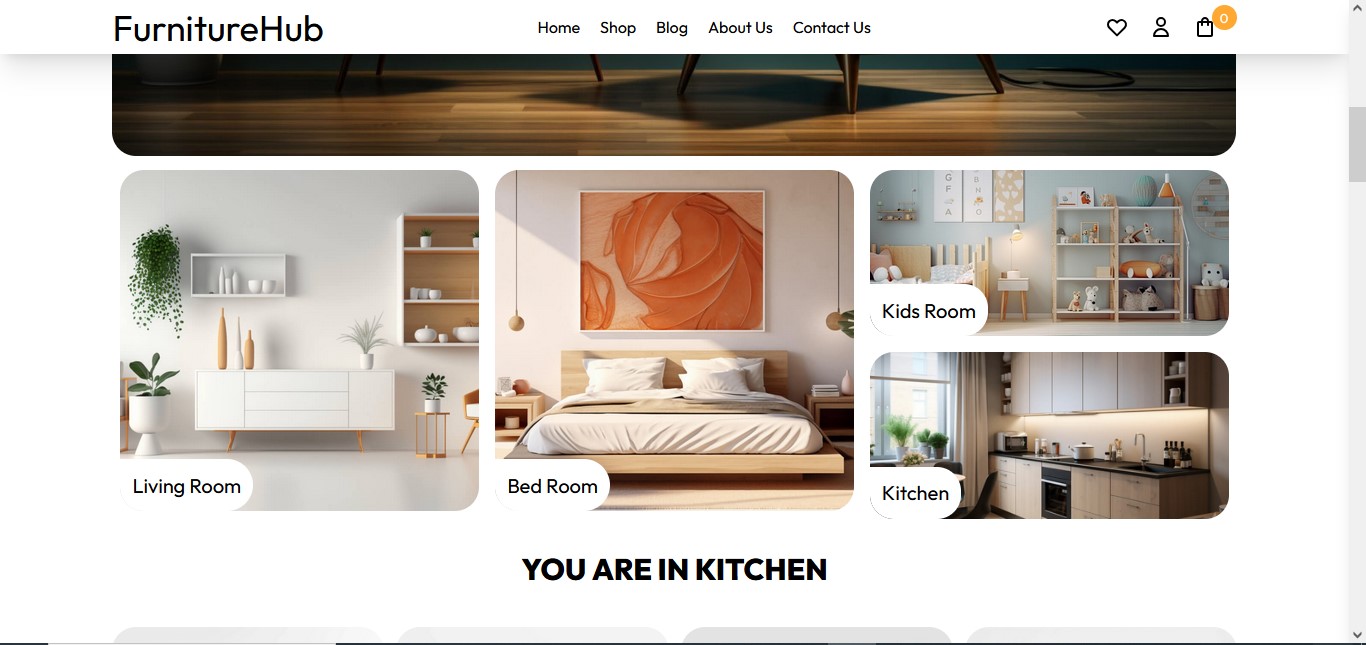 FurnitureHub
Home Shop Blog About Us Contact Us
0
G
F
A
B
N
O
Kids Room
Living Room
Bed Room
Kitchen
YOU ARE IN KITCHEN